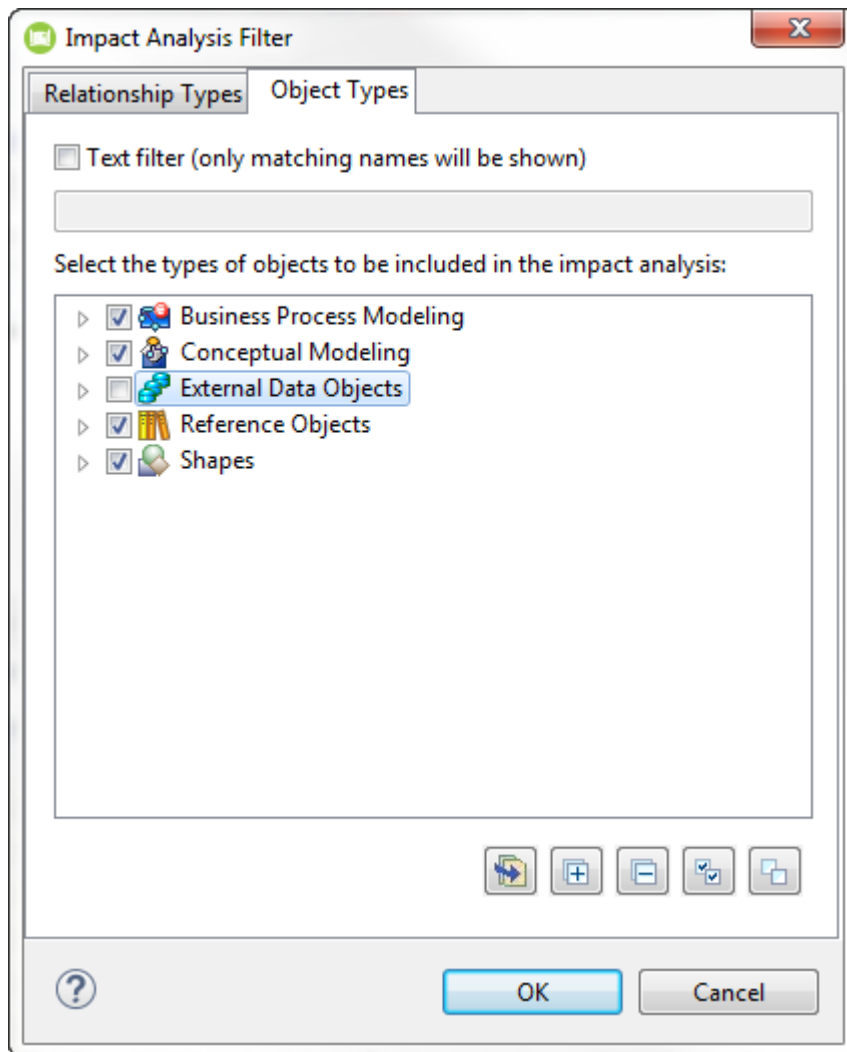 Impact Analysis Filter
Relationship Types Object Types
Text filter (only matching names will be shown)
Select the types of objects to be included in the impact analysis:
Business Process Modeling
Conceptual Modeling
External Data Objects
Reference Objects
Shapes
OK Cancel